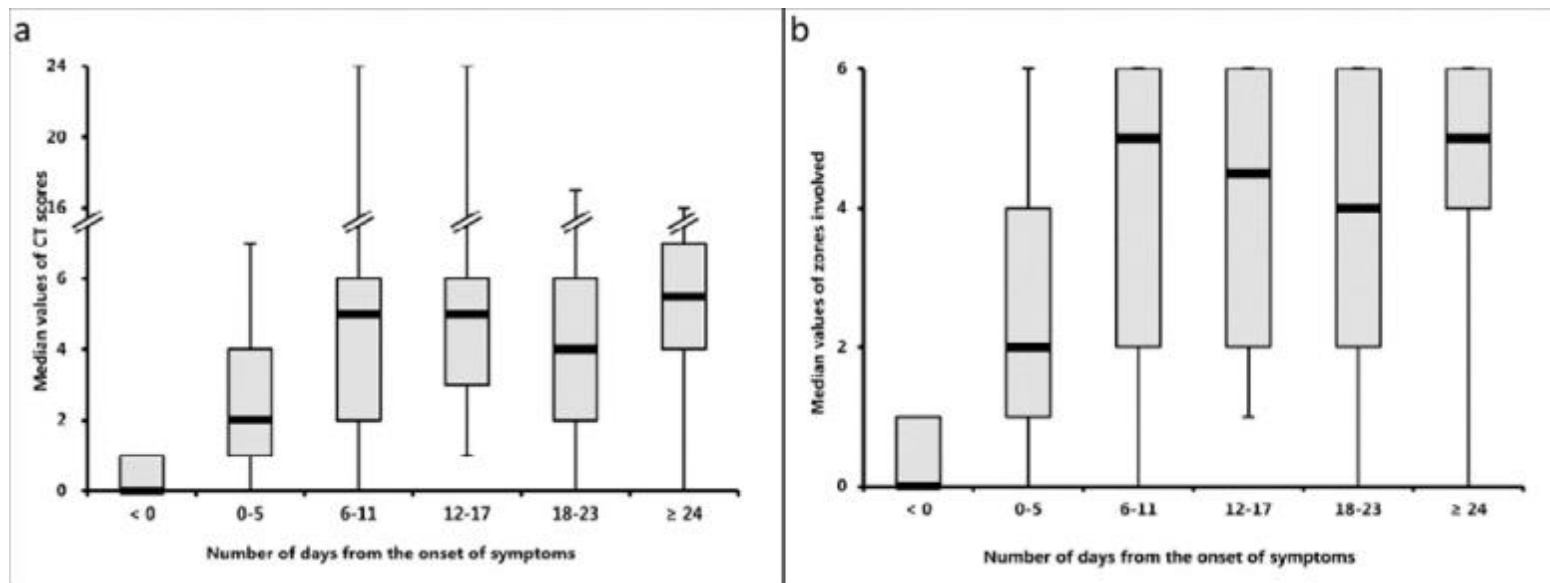 a
24
20
16
6
4
2
0
Median values of CT scores
< 0 0-5 6-11 12-17 18-23 ≥ 24
Number of days from the onset of symptoms
b
6
4
2
0
Median values of zones involved
< 0 0-5 6-11 12-17 18-23 ≥ 24
Number of days from the onset of symptoms